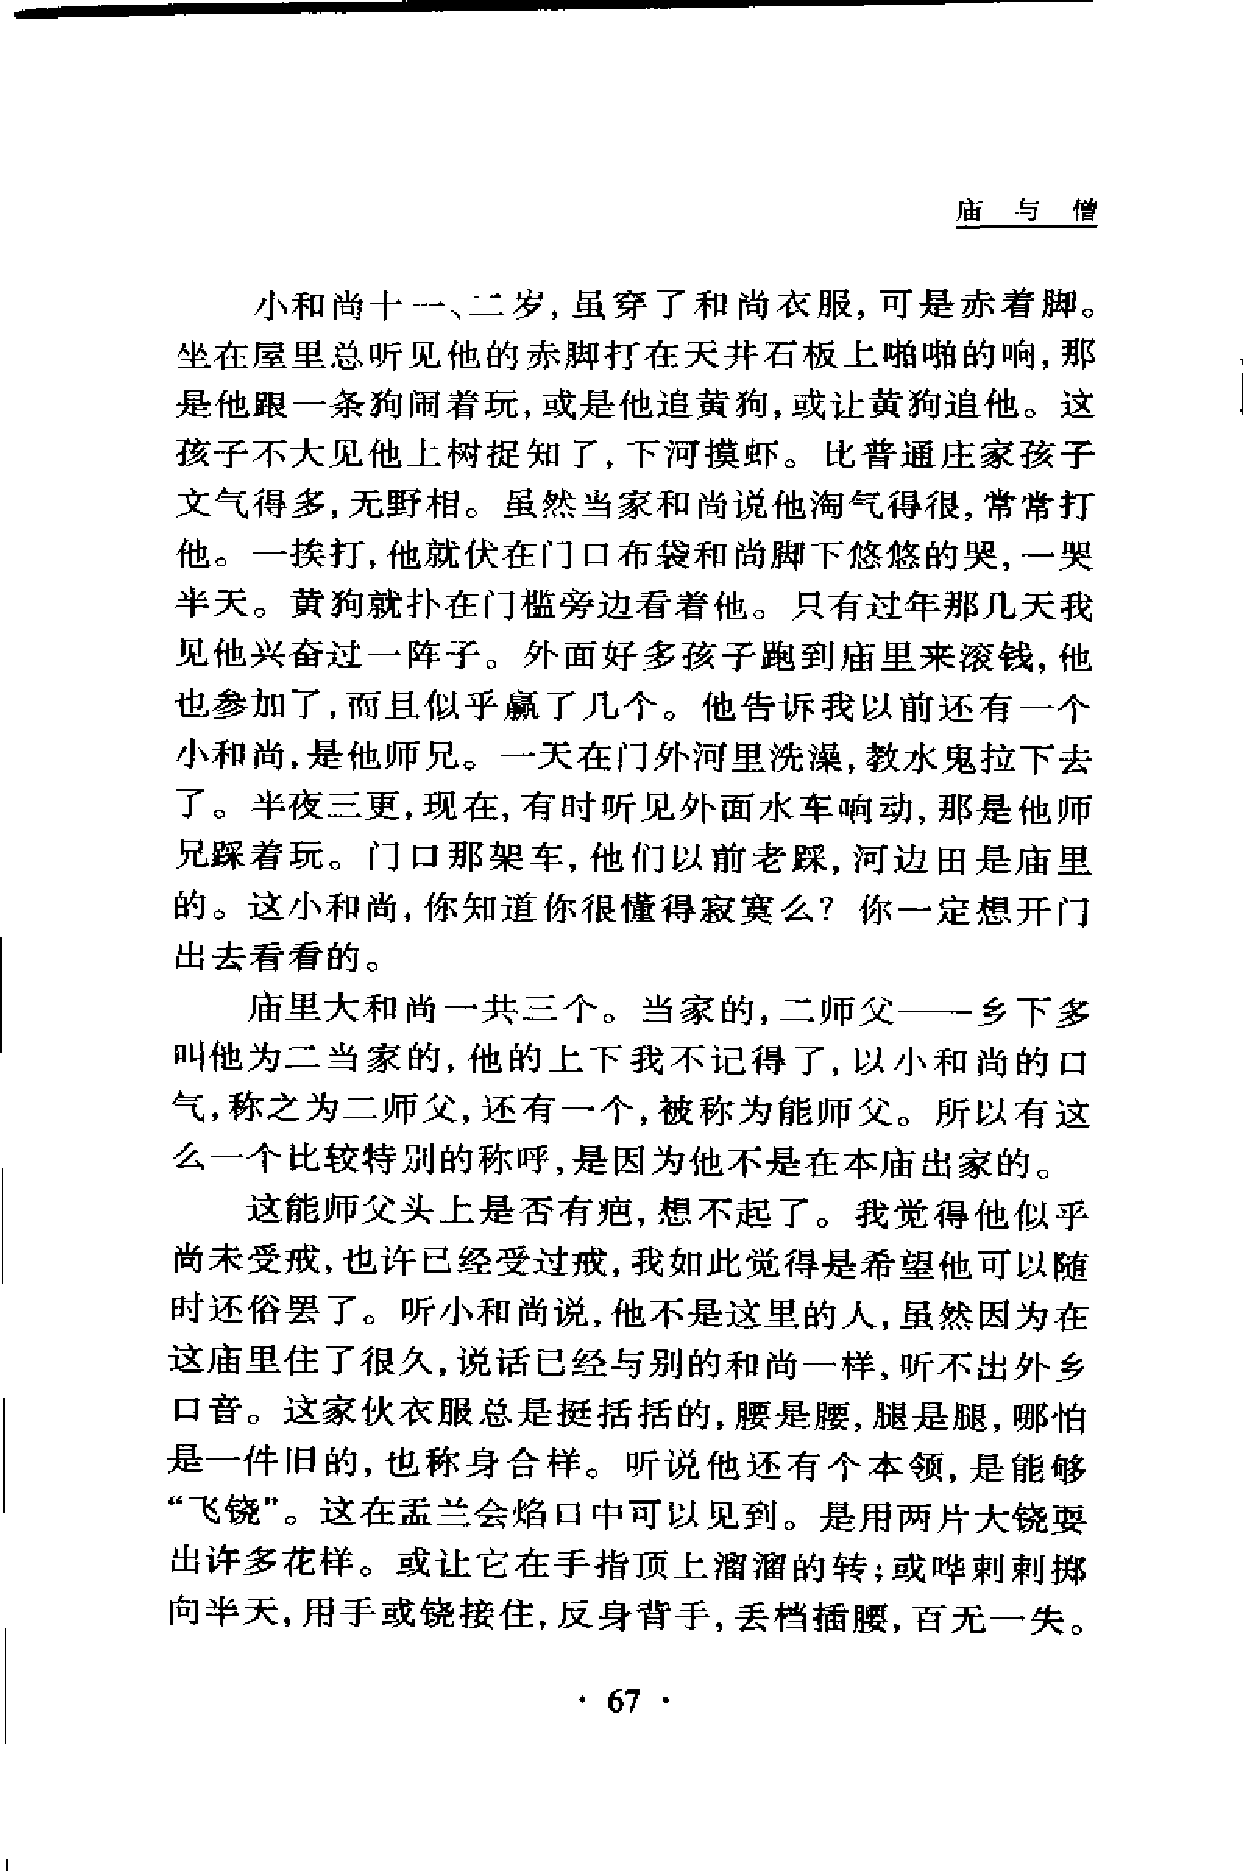 庙 与 僧
小和尚十一、二岁,虽穿了和尚衣服,可是赤着脚。
坐在屋里总听见他的赤脚打在天井石板上啪啪的响,那
是他跟一条狗闹着玩,或是他追黄狗,或让黄狗追他。这
孩子不大见他上树捉知了,下河摸虾。比普通庄家孩子
文气得多,无野相。虽然当家和尚说他淘气得很,常常打
他。一挨打,他就伏在门口布袋和尚脚下悠悠的哭,一哭
半天。黄狗就扑在门槛旁边看着他。只有过年那几天我
见他兴奋过一阵子。外面好多孩子跑到庙里来滚钱,他
也参加了,而且似乎赢了几个。他告诉我以前还有一个
小和尚,是他师兄。一天在门外河里洗澡,教水鬼拉下去
了。半夜三更,现在,有时听见外面水车响动,那是他师
兄踩着玩。门口那架车,他们以前老踩,河边田是庙里
的。这小和尚,你知道你很懂得寂寞么?你一定想开门
出去看看的。
庙里大和尚一共三个。当家的,二师父——乡下多
叫他为二当家的,他的上下我不记得了,以小和尚的口
气,称之为二师父,还有一个,被称为能师父。所以有这
么一个比较特别的称呼,是因为他不是在本庙出家的。
这能师父头上是否有疤,想不起了。我觉得他似乎
尚未受戒,也许已经受过戒,我如此觉得是希望他可以随
时还俗罢了。听小和尚说,他不是这里的人,虽然因为在
这庙里住了很久,说话已经与别的和尚一样,听不出外乡
口音。这家伙衣服总是挺括括的,腰是腰,腿是腿,哪怕
是一件旧的,也称身合样。听说他还有个本领,是能够
“飞铙”。这在盂兰会焰口中可以见到。是用两片大铙耍
出许多花样。或让它在手指顶上溜溜的转;或哗剌剌掷
向半天,用手或铙接住,反身背手,丢档插腰,百无一失。
· 67 ·